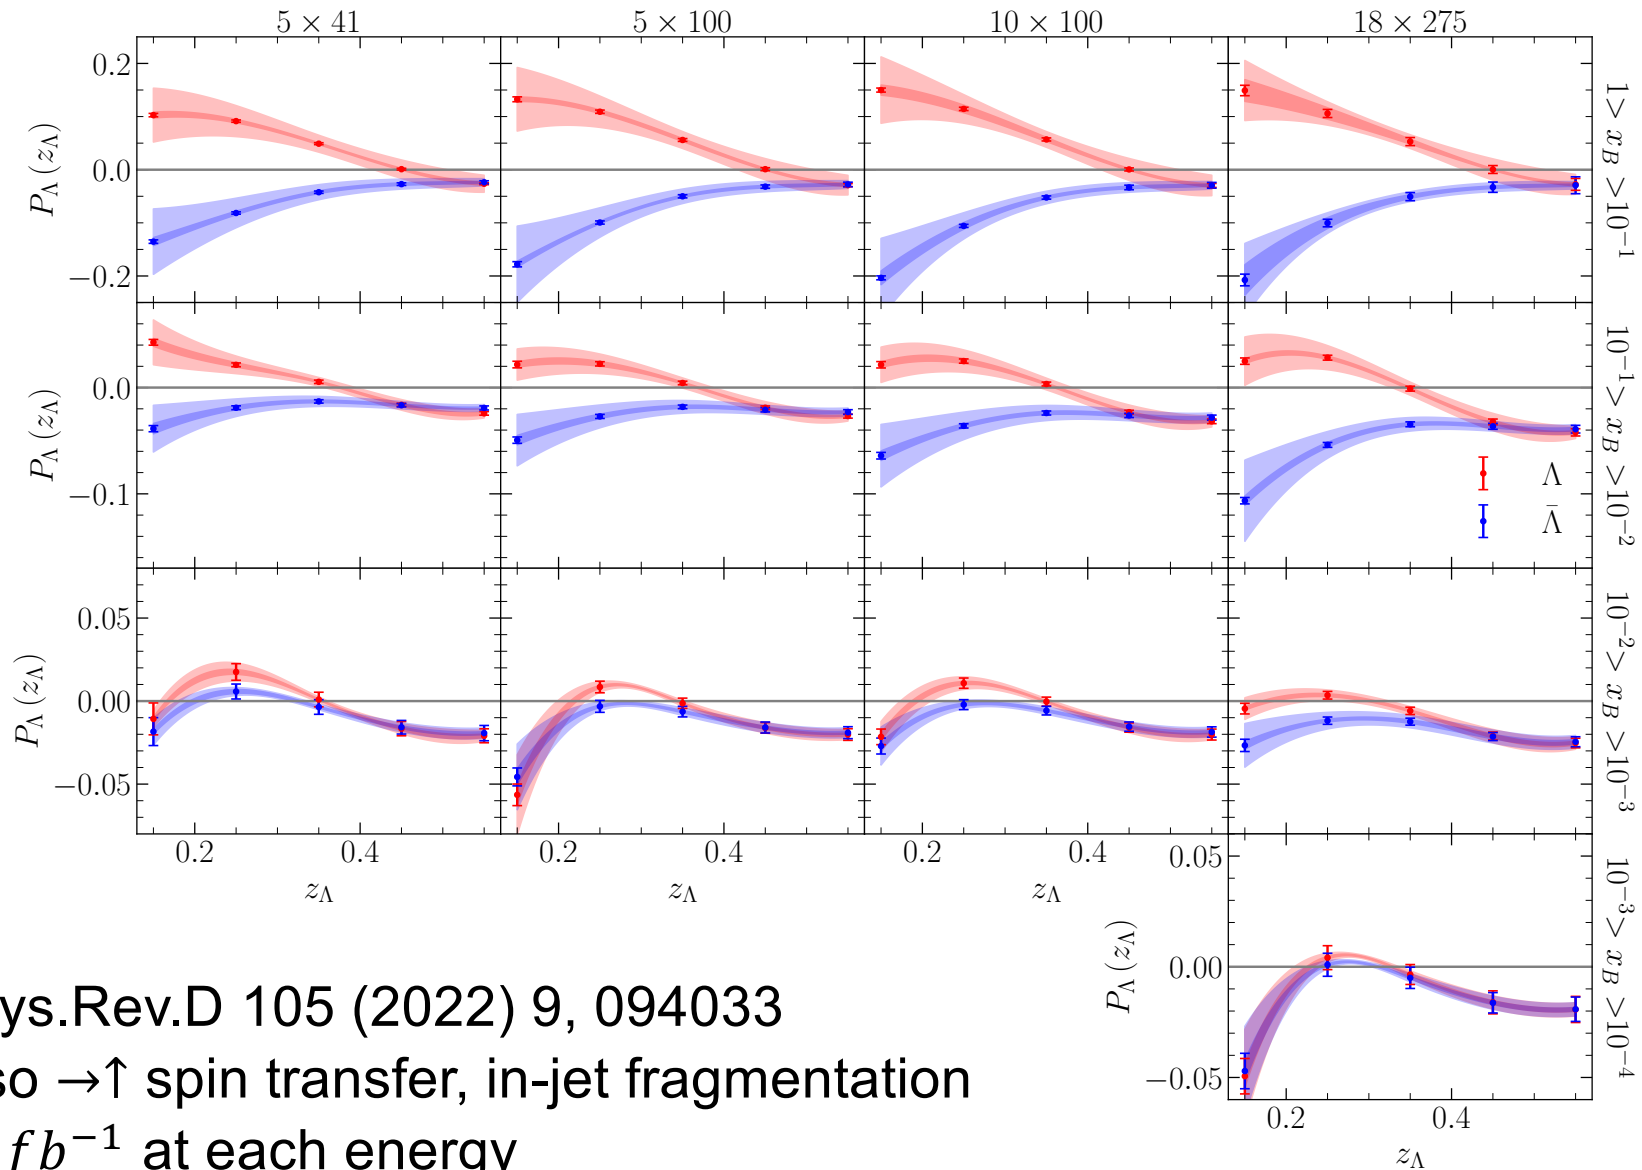 5 × 41 5 × 100 10 × 100 18 × 275
0.2
0.0
−0.2
P_Λ (z_Λ)
1> x_B >10⁻¹
0.0
−0.1
P_Λ (z_Λ)
10⁻¹> x_B >10⁻²
Λ
Λ̄
0.05
0.00
−0.05
P_Λ (z_Λ)
10⁻²> x_B >10⁻³
0.2 0.4 0.2 0.4 0.2 0.4
z_Λ z_Λ z_Λ
0.05
0.00
−0.05
P_Λ (z_Λ)
10⁻³> x_B >10⁻⁴
0.2 0.4
z_Λ
ys.Rev.D 105 (2022) 9, 094033
so →↑ spin transfer, in-jet fragmentation
fb⁻¹ at each energy